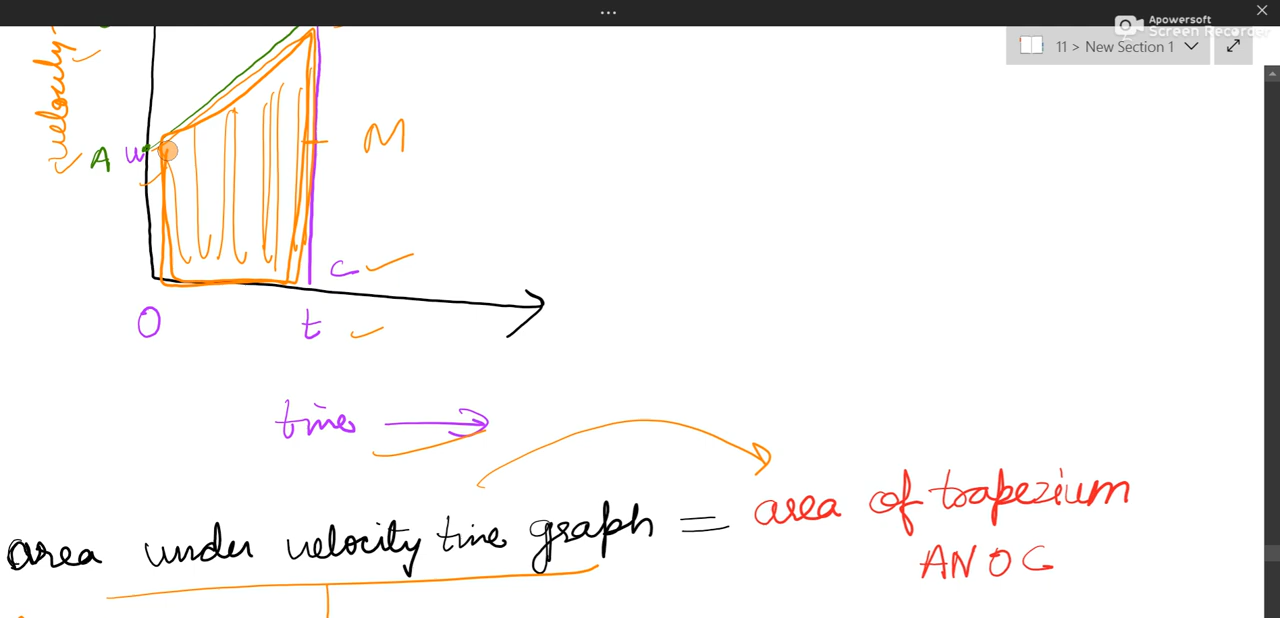 Apowersoft
Screen Recorder
11 > New Section 1
velocity
A u
M
C
O t
time
area under velocity time graph = area of trapezium
ANOC